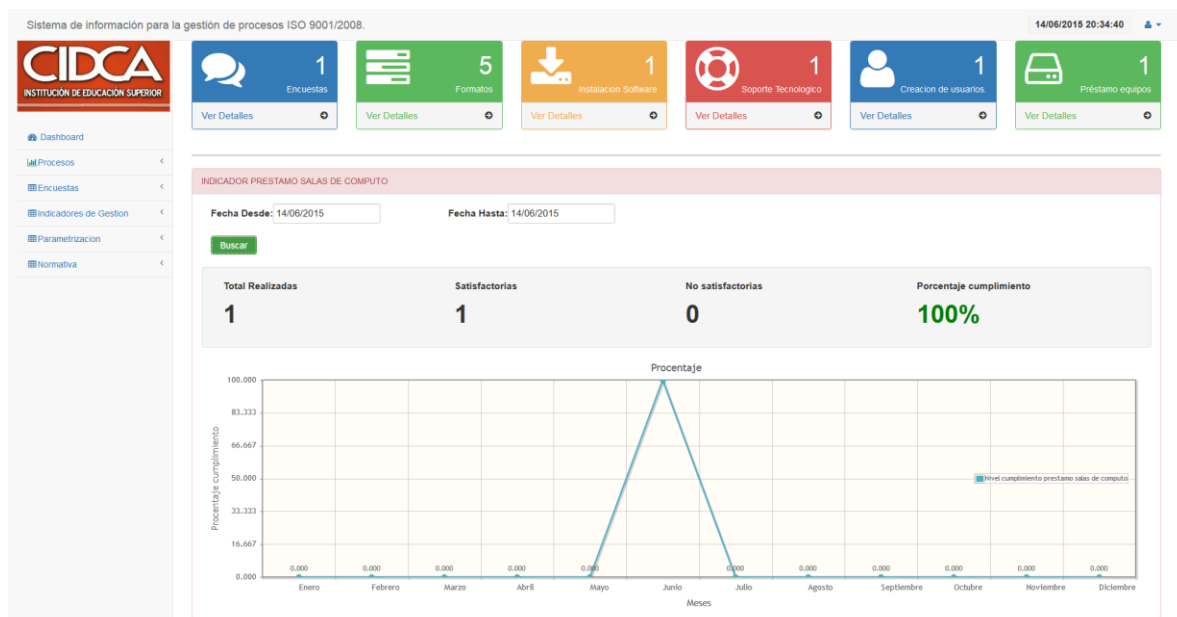 Sistema de información para la gestión de procesos ISO 9001/2008.
14/06/2015 20:34:40
CIDCA
INSTITUCIÓN DE EDUCACIÓN SUPERIOR
Dashboard
Procesos
Encuestas
Indicadores de Gestion
Parametrizacion
Normativa
1
Encuestas
Ver Detalles
5
Formatos
Ver Detalles
1
Instalacion Software
Ver Detalles
1
Soporte Tecnologico
Ver Detalles
1
Creacion de usuarios.
Ver Detalles
1
Préstamo equipos
Ver Detalles
INDICADOR PRESTAMO SALAS DE COMPUTO
Fecha Desde: 14/06/2015 Fecha Hasta: 14/06/2015
Buscar
Total Realizadas Satisfactorias No satisfactorias Porcentaje cumplimiento
1 1 0 100%
Procentaje
Procentaje cumplimiento
100.000
83.333
66.667
50.000
33.333
16.667
0.000
Nivel cumplimiento prestamo salas de computo
0.000 0.000 0.000 0.000 0.000 0.000 0.000 0.000 0.000 0.000 0.000
Enero Febrero Marzo Abril Mayo Junio Julio Agosto Septiembre Octubre Noviembre Diciembre
Meses